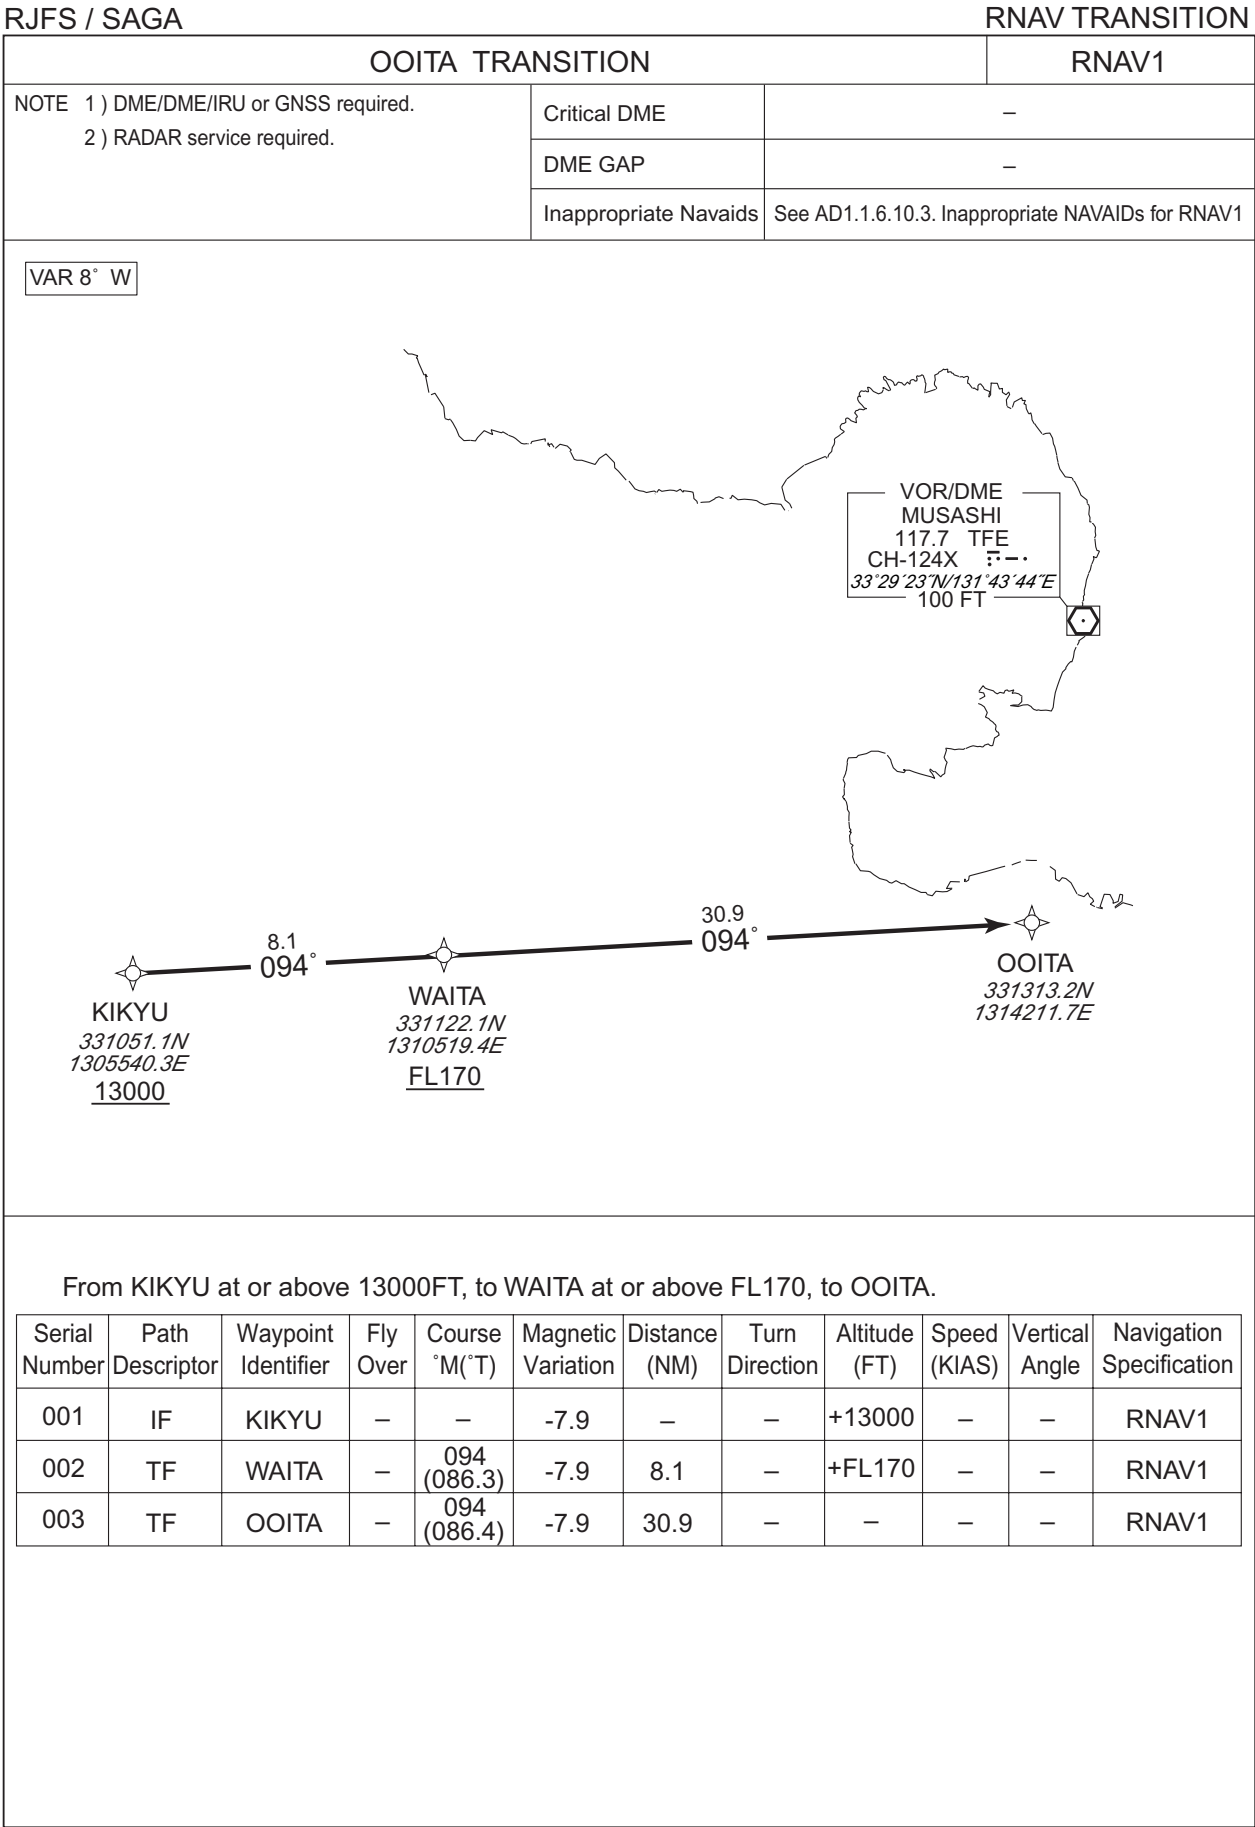 RJFS / SAGA
RNAV TRANSITION
OOITA TRANSITION
RNAV1
NOTE 1 ) DME/DME/IRU or GNSS required.
2 ) RADAR service required.
Critical DME –
DME GAP –
Inappropriate Navaids See AD1.1.6.10.3. Inappropriate NAVAIDs for RNAV1
VAR 8° W
VOR/DME
MUSASHI
117.7 TFE
CH-124X
33°29´23˝N/131°43´44˝E
100 FT
8.1
094°
30.9
094°
KIKYU
331051.1N
1305540.3E
13000
WAITA
331122.1N
1310519.4E
FL170
OOITA
331313.2N
1314211.7E
From KIKYU at or above 13000FT, to WAITA at or above FL170, to OOITA.
Serial Path Waypoint Fly Course Magnetic Distance Turn Altitude Speed Vertical Navigation
Number Descriptor Identifier Over °M(°T) Variation (NM) Direction (FT) (KIAS) Angle Specification
001 IF KIKYU – – -7.9 – – +13000 – – RNAV1
002 TF WAITA – 094 (086.3) -7.9 8.1 – +FL170 – – RNAV1
003 TF OOITA – 094 (086.4) -7.9 30.9 – – – – RNAV1